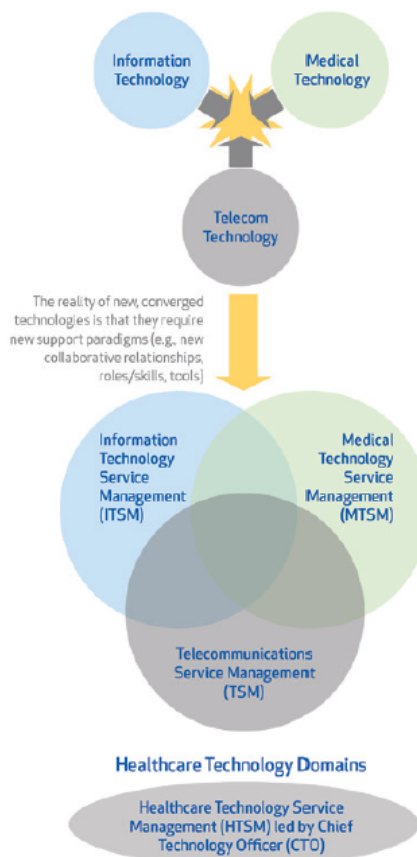 Information
Technology
Medical
Technology
Telecom
Technology
The reality of new, converged
technologies is that they require
new support paradigms (e.g., new
collaborative relationships,
roles/skills, tools)
Information
Technology
Service
Management
(ITSM)
Medical
Technology
Service
Management
(MTSM)
Telecommunications
Service Management
(TSM)
Healthcare Technology Domains
Healthcare Technology Service
Management (HTSM) led by Chief
Technology Officer (CTO)